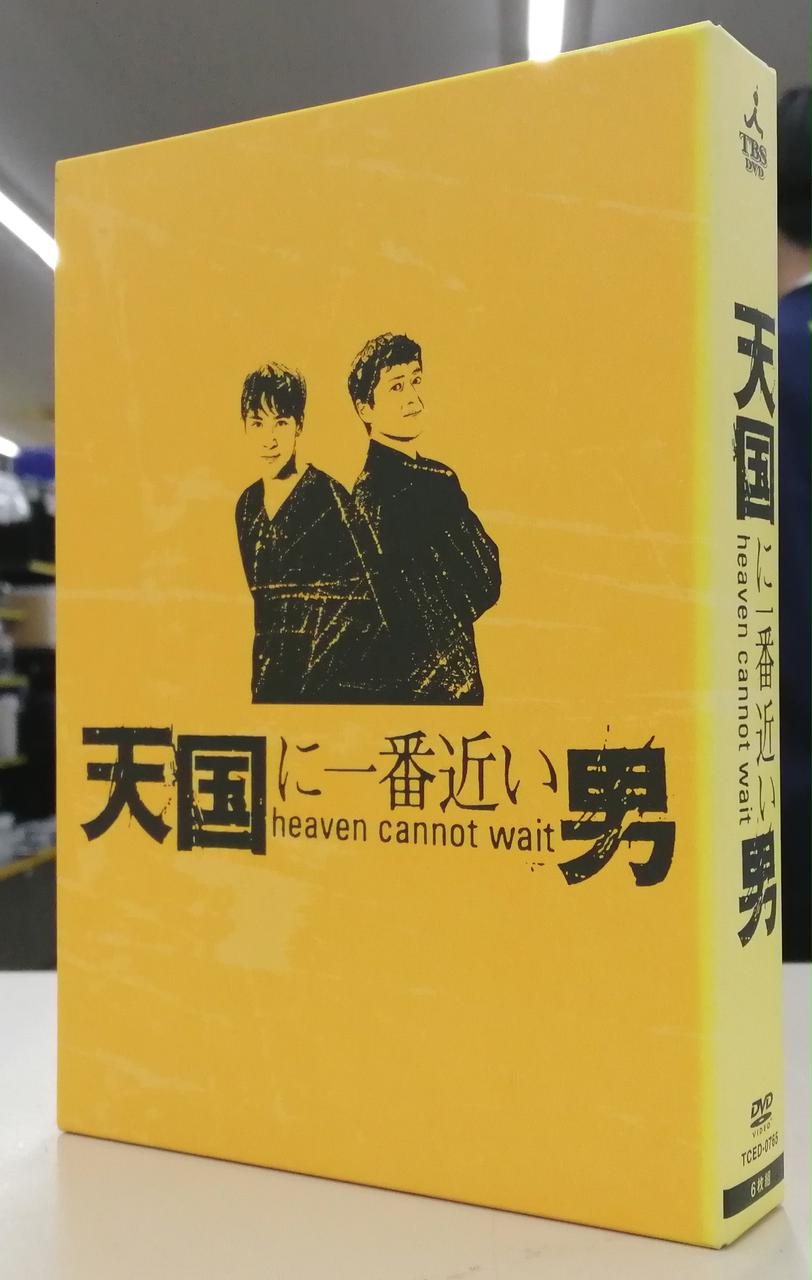 天国に一番近い男
heaven cannot wait
TBS
DVD
天国に一番近い男
heaven cannot wait
DVD
VIDEO
TCED-0765
6枚組